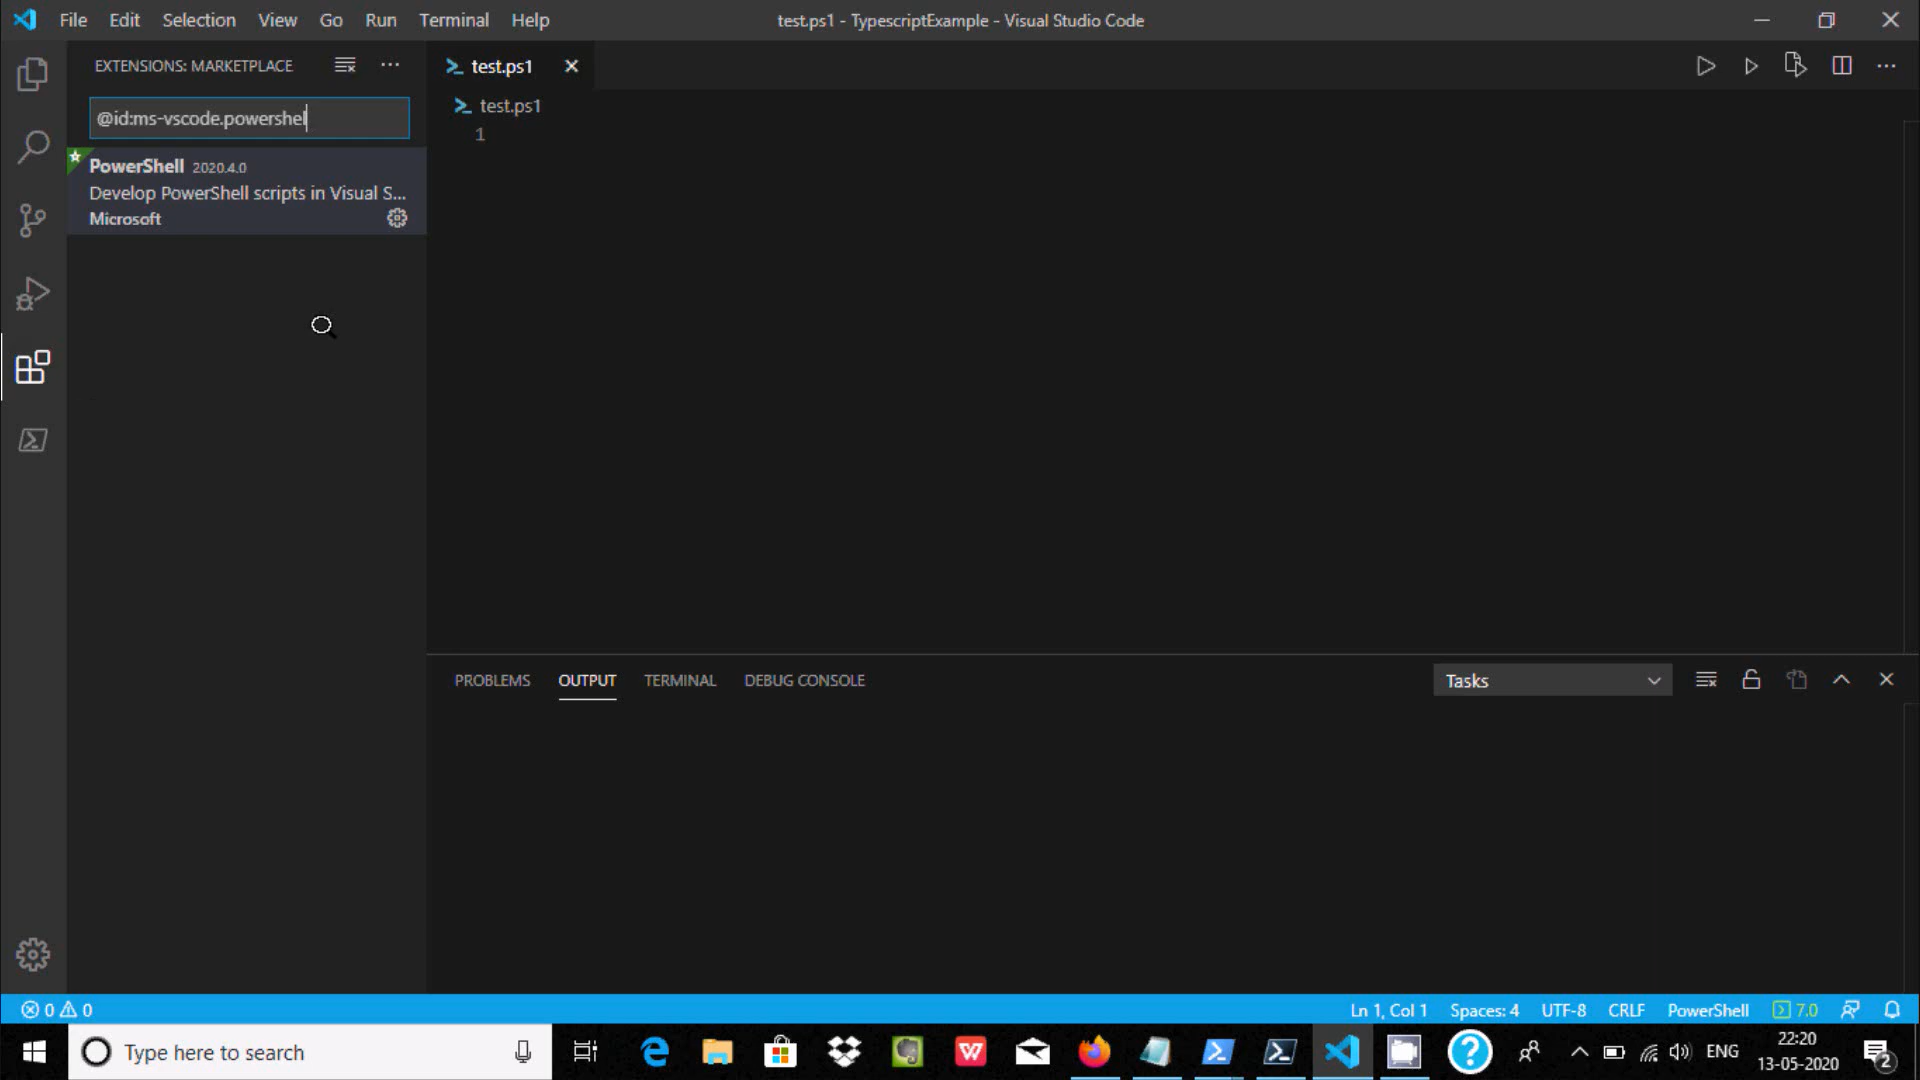 File Edit Selection View Go Run Terminal Help
test.ps1 - TypescriptExample - Visual Studio Code
EXTENSIONS: MARKETPLACE
test.ps1
@id:ms-vscode.powershel
test.ps1
1
PowerShell 2020.4.0
Develop PowerShell scripts in Visual S...
Microsoft
PROBLEMS OUTPUT TERMINAL DEBUG CONSOLE
Tasks
0 0
Ln 1, Col 1 Spaces: 4 UTF-8 CRLF PowerShell 7.0
Type here to search
ENG
22:20
13-05-2020
2